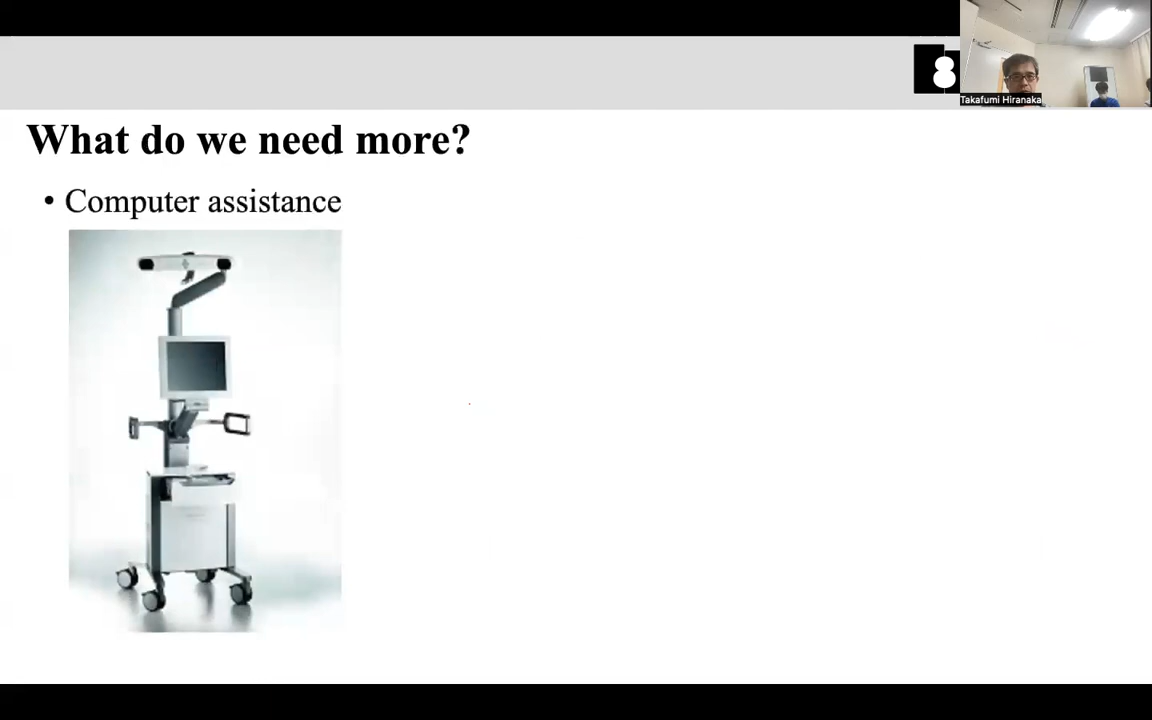 Takafumi Hiranaka
What do we need more?
• Computer assistance